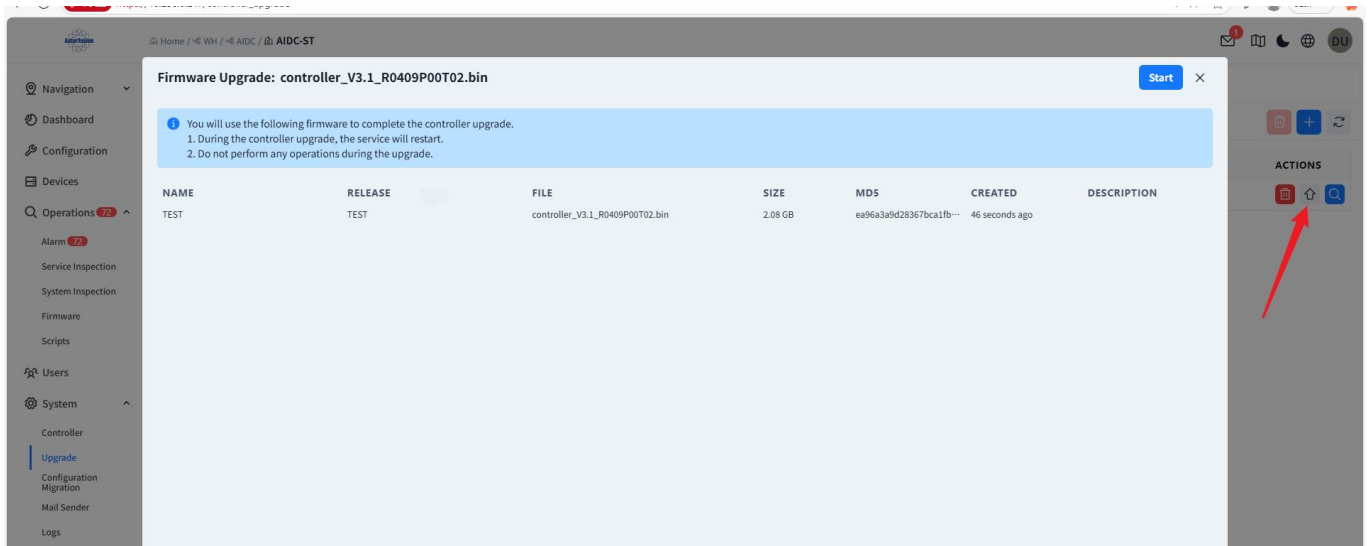 Asterfusion
Home / WH / AIDC / AIDC-ST
1
DU
Navigation
Dashboard
Configuration
Devices
Operations 72
Alarm 72
Service Inspection
System Inspection
Firmware
Scripts
Users
System
Controller
Upgrade
Configuration
Migration
Mail Sender
Logs
Firmware Upgrade: controller_V3.1_R0409P00T02.bin
Start
You will use the following firmware to complete the controller upgrade.
1. During the controller upgrade, the service will restart.
2. Do not perform any operations during the upgrade.
NAME RELEASE FILE SIZE MD5 CREATED DESCRIPTION
TEST TEST controller_V3.1_R0409P00T02.bin 2.08 GB ea96a3a9d28367bca1fb··· 46 seconds ago
ACTIONS